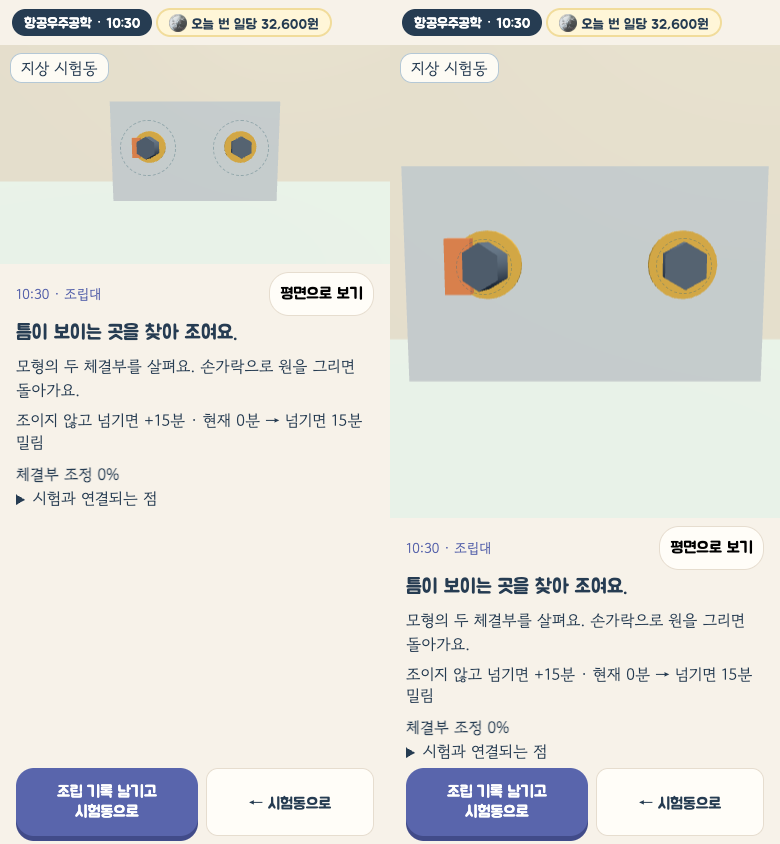 항공우주공학 · 10:30
오늘 번 일당 32,600원
지상 시험동
10:30 · 조립대
평면으로 보기
틈이 보이는 곳을 찾아 조여요.
모형의 두 체결부를 살펴요. 손가락으로 원을 그리면
돌아가요.
조이지 않고 넘기면 +15분 · 현재 0분 → 넘기면 15분
밀림
체결부 조정 0%
▶ 시험과 연결되는 점
조립 기록 남기고
시험동으로
← 시험동으로
항공우주공학 · 10:30
오늘 번 일당 32,600원
지상 시험동
10:30 · 조립대
평면으로 보기
틈이 보이는 곳을 찾아 조여요.
모형의 두 체결부를 살펴요. 손가락으로 원을 그리면
돌아가요.
조이지 않고 넘기면 +15분 · 현재 0분 → 넘기면 15분
밀림
체결부 조정 0%
▶ 시험과 연결되는 점
조립 기록 남기고
시험동으로
← 시험동으로